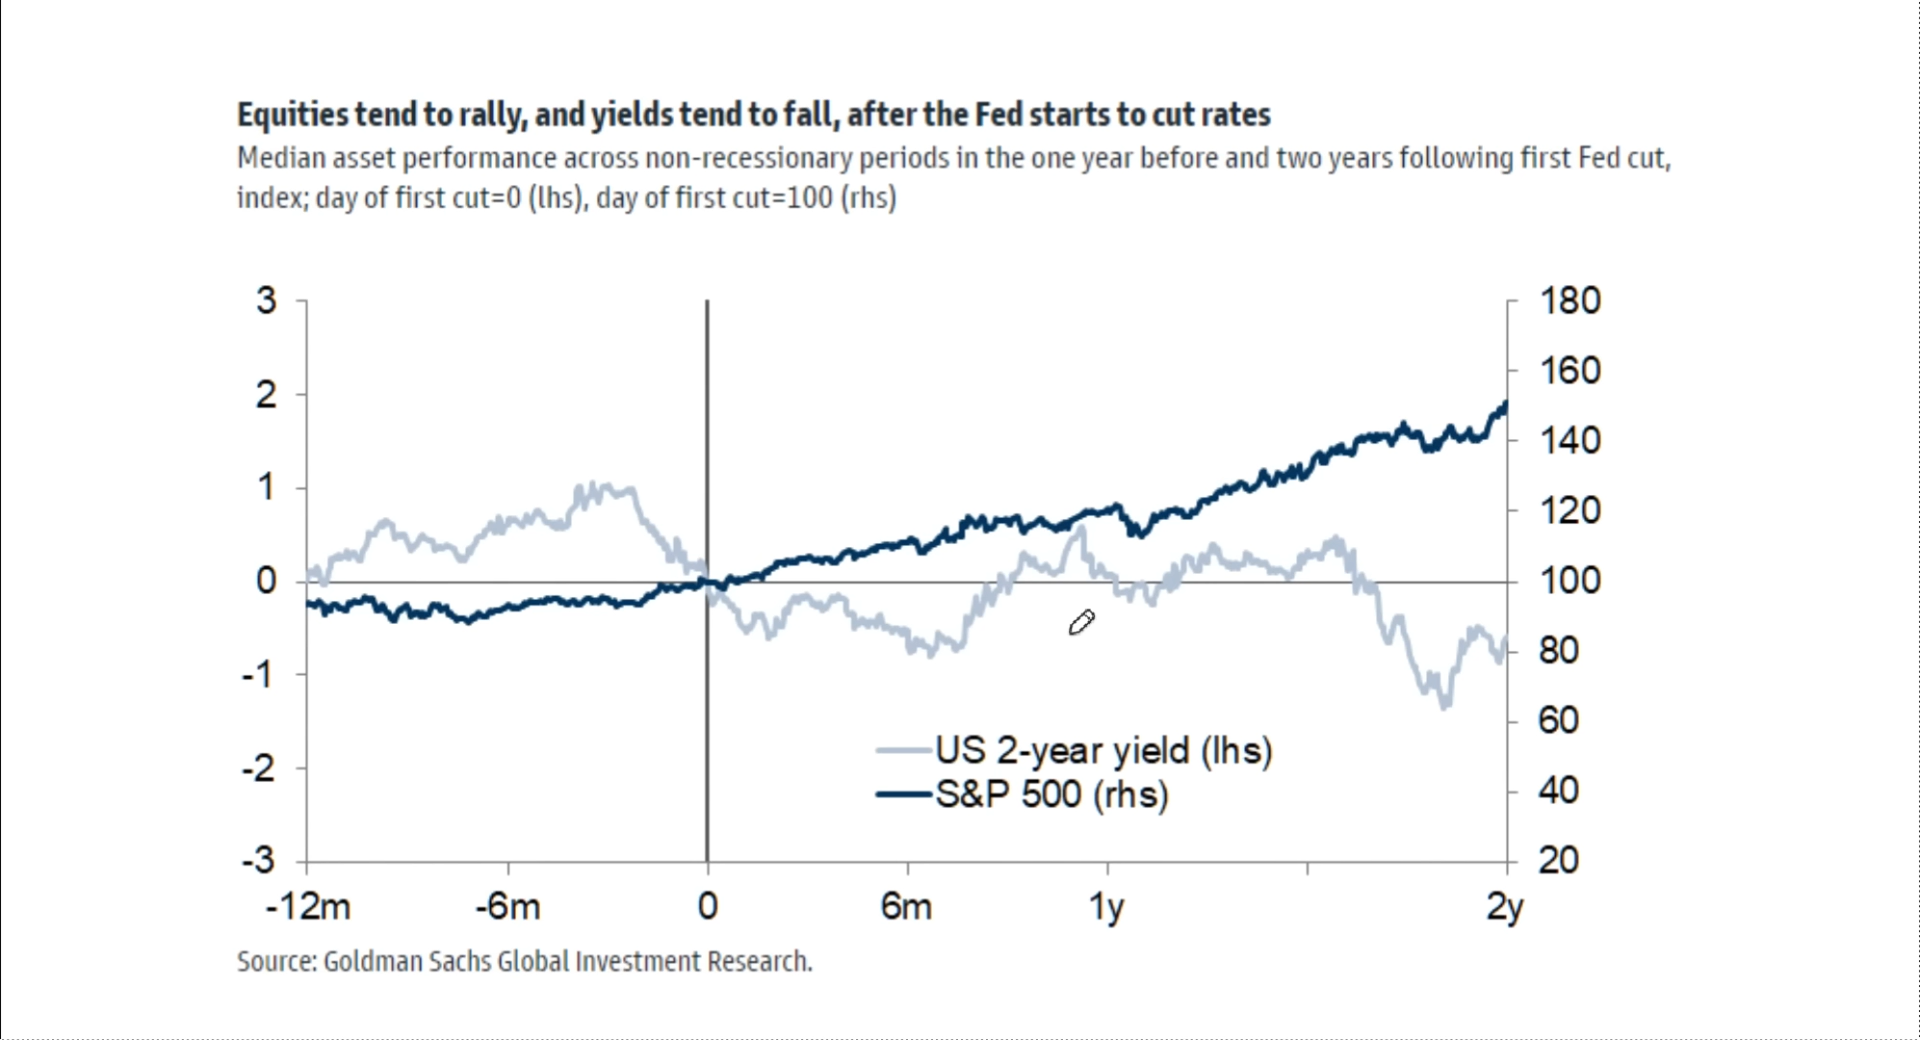 Equities tend to rally, and yields tend to fall, after the Fed starts to cut rates
Median asset performance across non-recessionary periods in the one year before and two years following first Fed cut,
index; day of first cut=0 (lhs), day of first cut=100 (rhs)
3
2
1
0
-1
-2
-3
180
160
140
120
100
80
60
40
20
US 2-year yield (lhs)
S&P 500 (rhs)
-12m -6m 0 6m 1y 2y
Source: Goldman Sachs Global Investment Research.